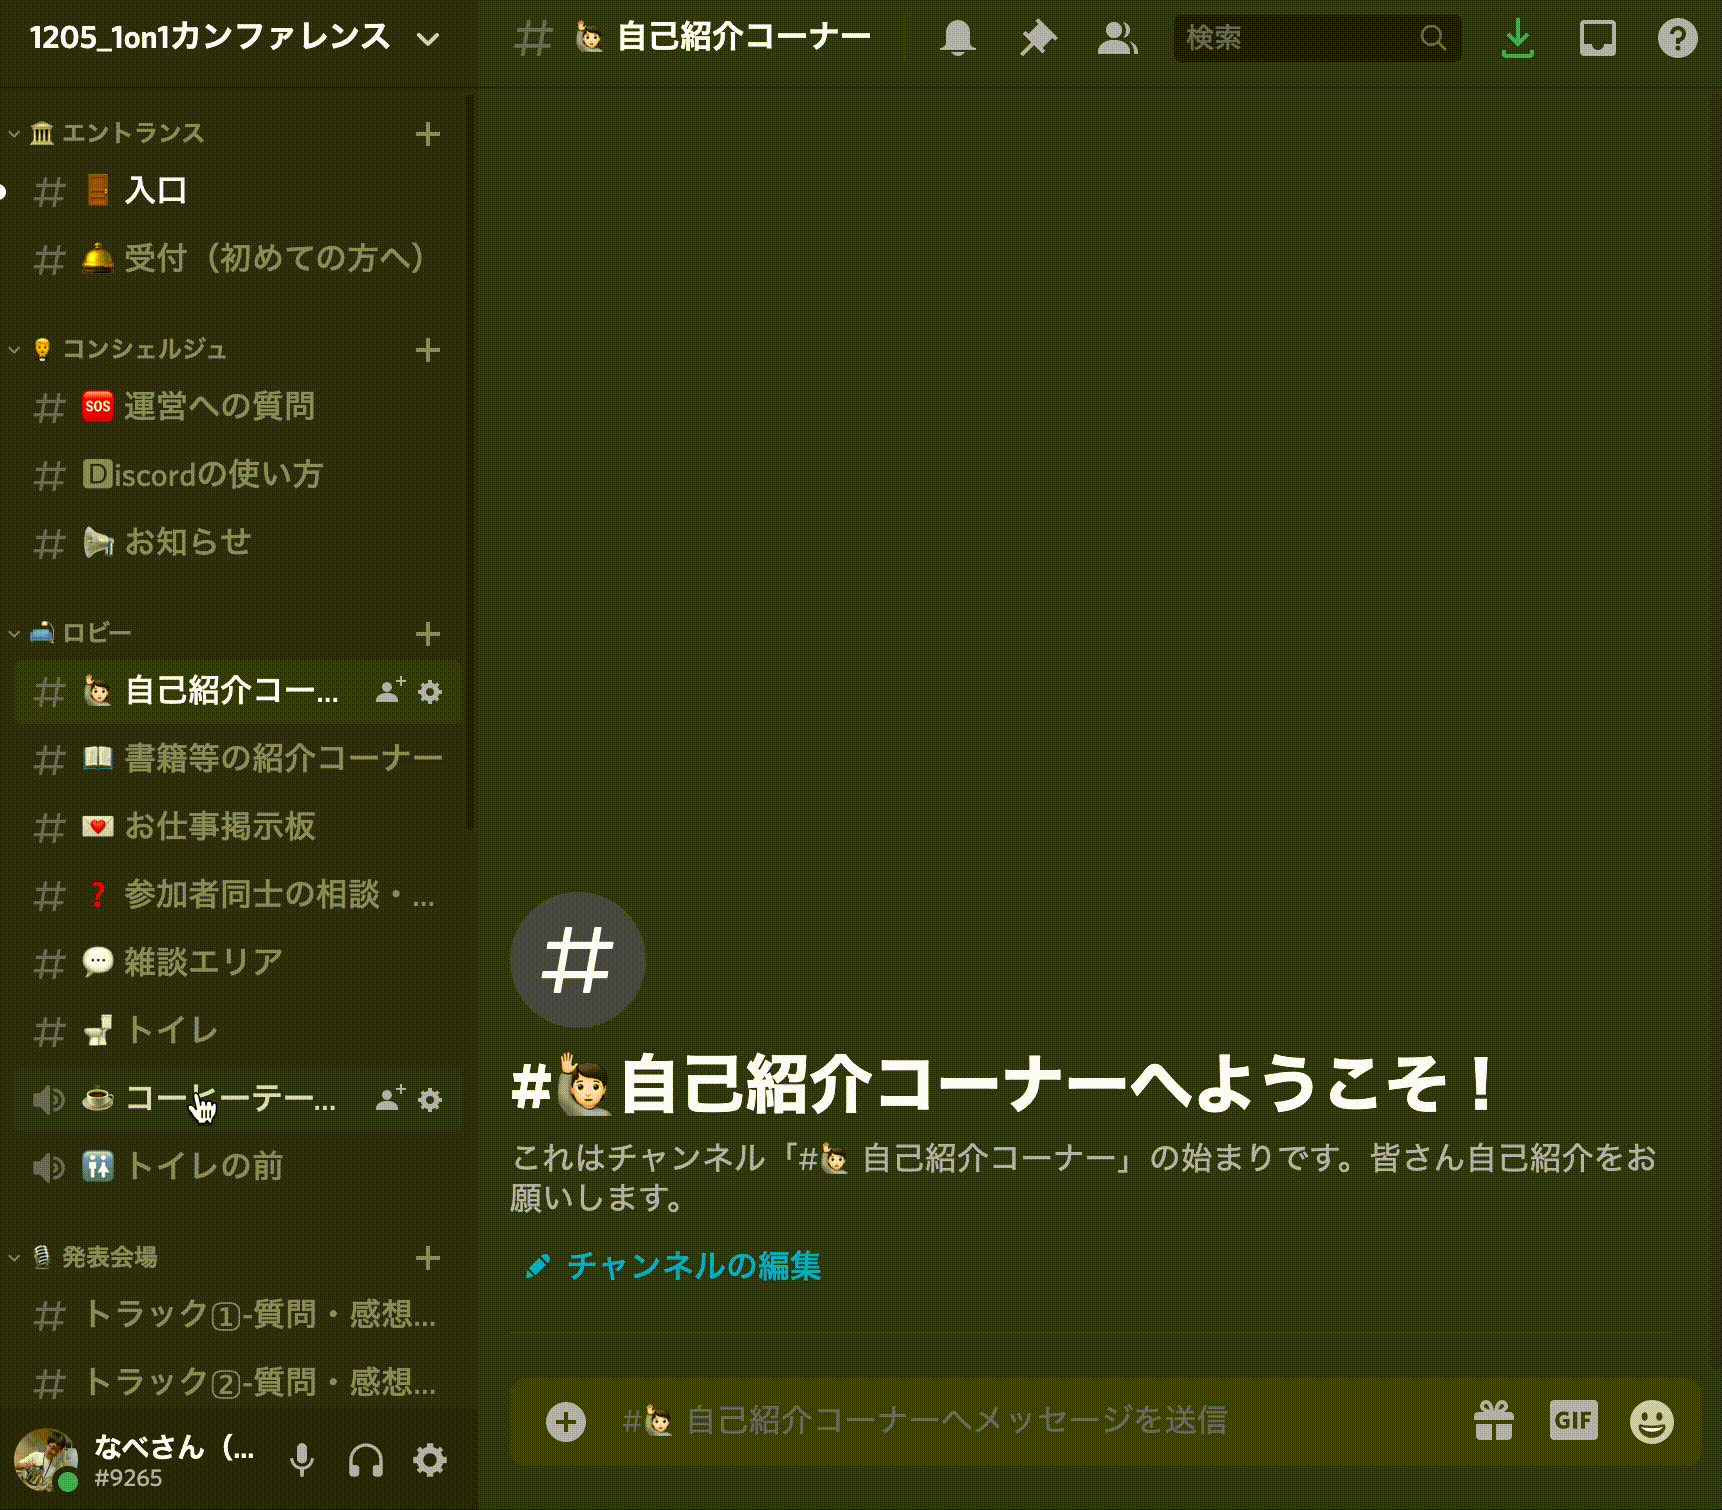 1205_1on1カンファレンス
エントランス
入口
受付（初めての方へ）
コンシェルジュ
SOS 運営への質問
Discordの使い方
お知らせ
ロビー
自己紹介コー...
書籍等の紹介コーナー
お仕事掲示板
参加者同士の相談・...
雑談エリア
トイレ
コーヒーテー...
トイレの前
発表会場
トラック①-質問・感想...
トラック②-質問・感想...
なべさん（...
#9265
# 自己紹介コーナー
検索
#
#自己紹介コーナーへようこそ！
これはチャンネル「# 自己紹介コーナー」の始まりです。皆さん自己紹介をお
願いします。
チャンネルの編集
# 自己紹介コーナーへメッセージを送信
GIF